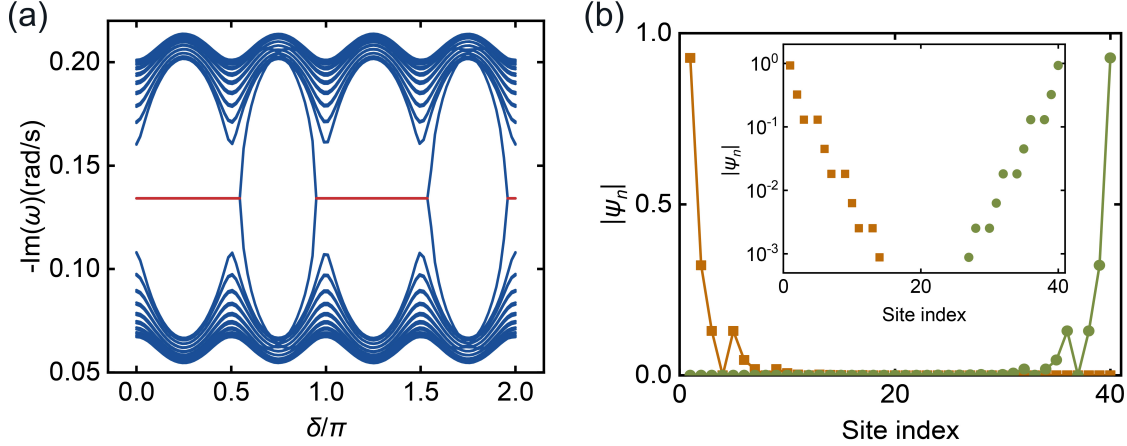 (a)
0.20
0.15
0.10
0.05
-Im(ω)(rad/s)
0.0 0.5 1.0 1.5 2.0
δ/π
(b)
1.0
0.5
0.0
|ψn|
0 20 40
Site index
10^0
10^-1
10^-2
10^-3
|ψn|
0 20 40
Site index